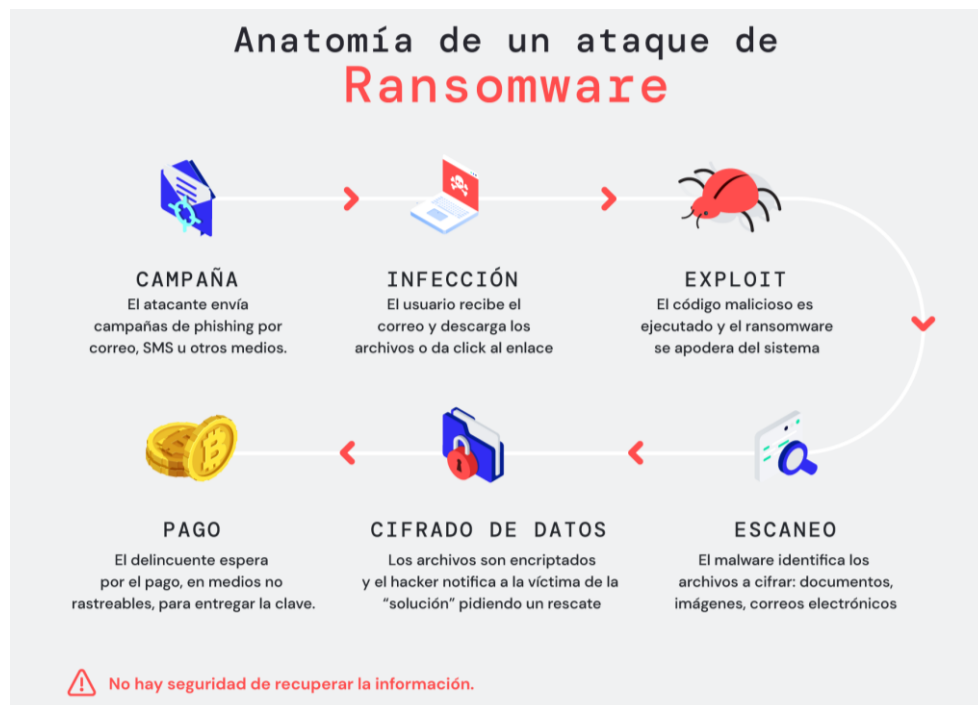 Anatomía de un ataque de
Ransomware
CAMPAÑA
El atacante envía
campañas de phishing por
correo, SMS u otros medios.
INFECCIÓN
El usuario recibe el
correo y descarga los
archivos o da click al enlace
EXPLOIT
El código malicioso es
ejecutado y el ransomware
se apodera del sistema
ESCANEO
El malware identifica los
archivos a cifrar: documentos,
imágenes, correos electrónicos
CIFRADO DE DATOS
Los archivos son encriptados
y el hacker notifica a la víctima de la
“solución” pidiendo un rescate
PAGO
El delincuente espera
por el pago, en medios no
rastreables, para entregar la clave.
No hay seguridad de recuperar la información.